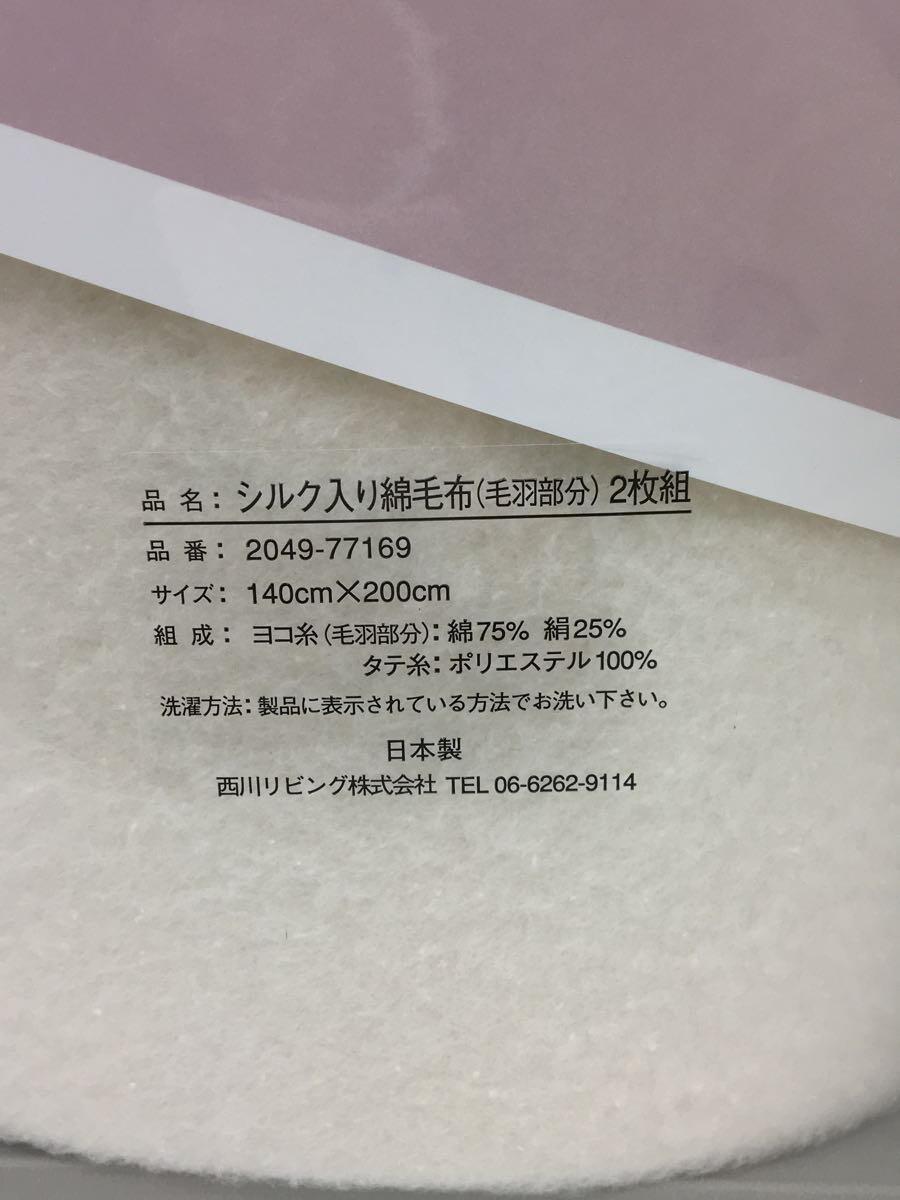 品名：シルク入り綿毛布（毛羽部分）2枚組
品番：2049-77169
サイズ：140cm×200cm
組成：ヨコ糸（毛羽部分）：綿75% 絹25%
タテ糸：ポリエステル100%
洗濯方法：製品に表示されている方法でお洗い下さい。
日本製
西川リビング株式会社 TEL 06-6262-9114